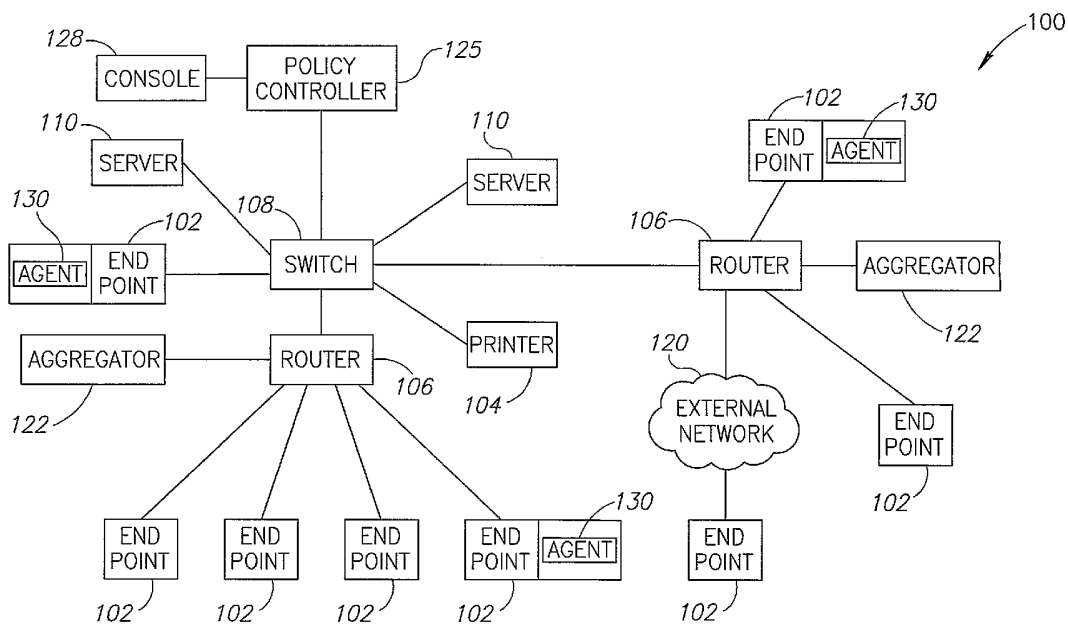 100
128
CONSOLE
POLICY
CONTROLLER
125
110
SERVER
110
SERVER
102
130
END
POINT
AGENT
130
102
AGENT
END
POINT
108
SWITCH
106
ROUTER
AGGREGATOR
122
AGGREGATOR
122
ROUTER
106
PRINTER
104
120
EXTERNAL
NETWORK
END
POINT
102
END
POINT
102
END
POINT
102
END
POINT
102
END
POINT
102
130
AGENT
END
POINT
102